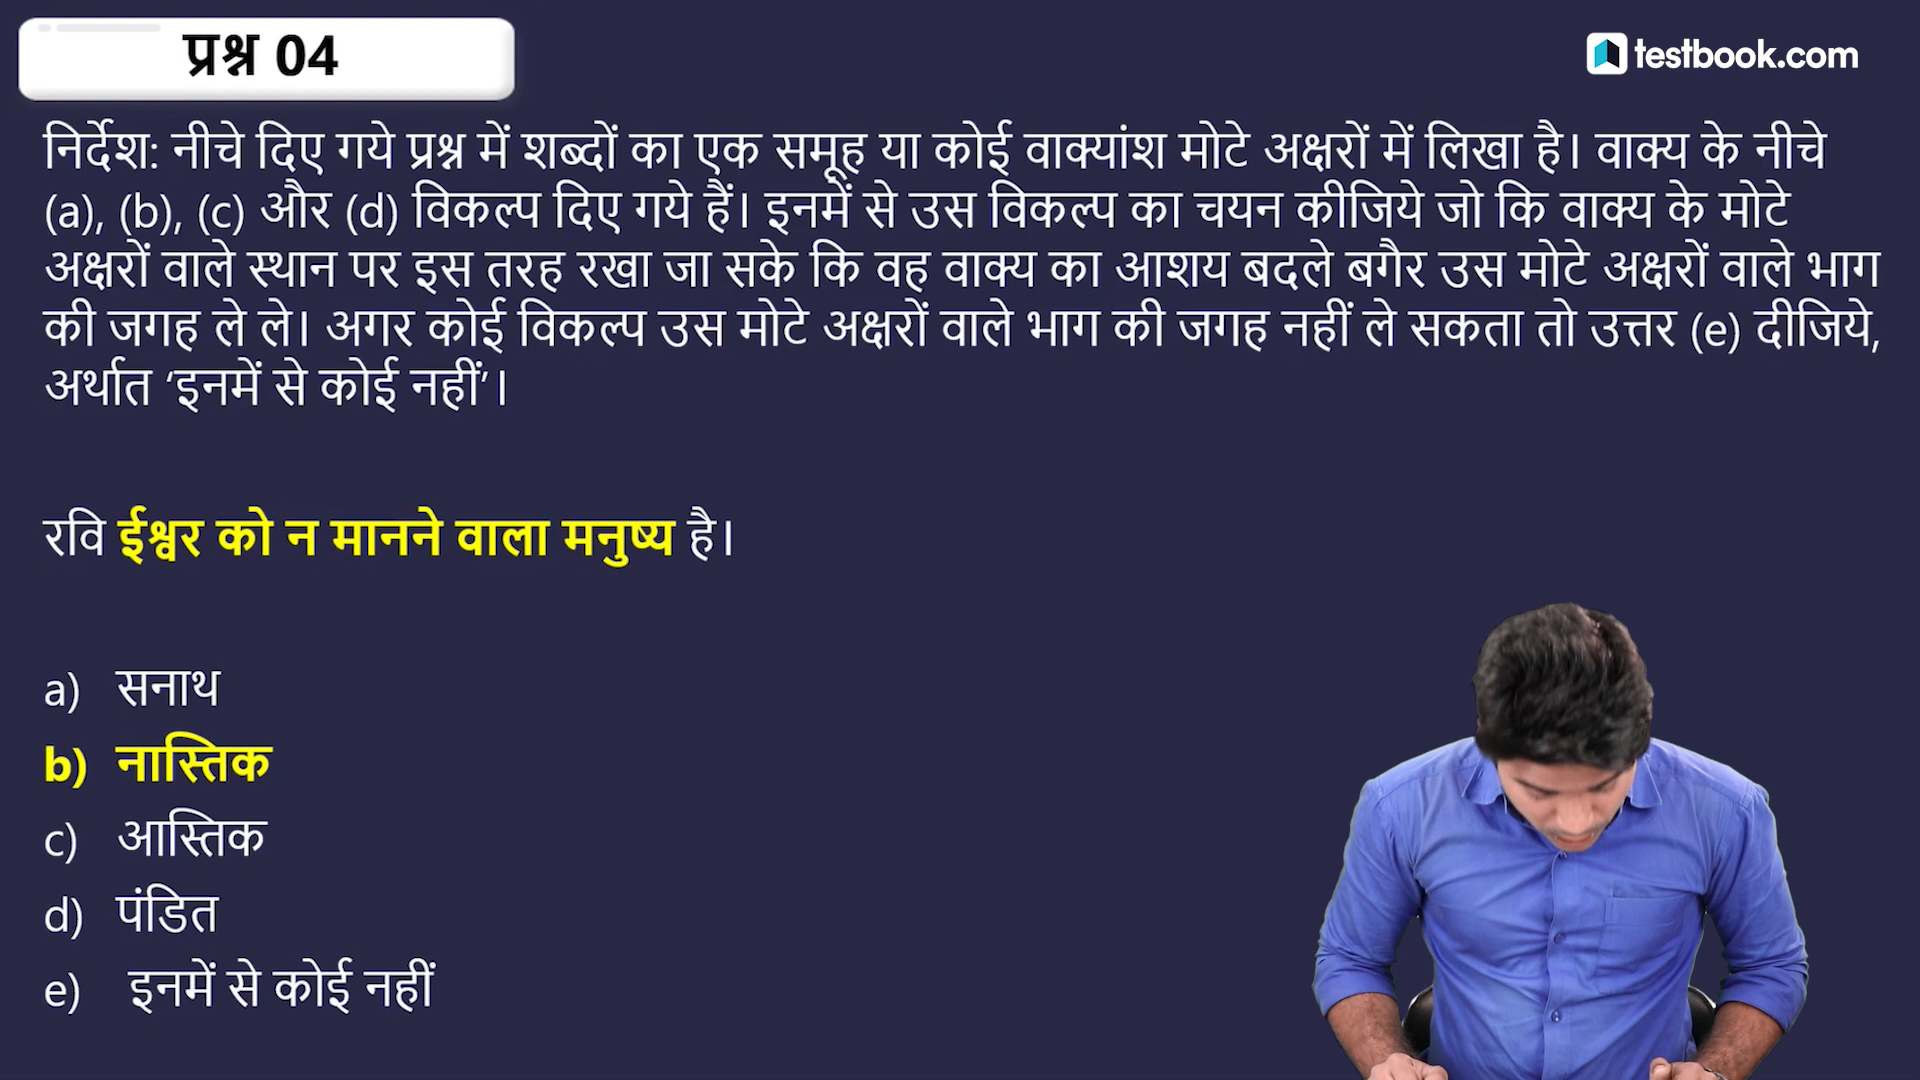 प्रश्न 04
testbook.com
निर्देश: नीचे दिए गये प्रश्न में शब्दों का एक समूह या कोई वाक्यांश मोटे अक्षरों में लिखा है। वाक्य के नीचे
(a), (b), (c) और (d) विकल्प दिए गये हैं। इनमें से उस विकल्प का चयन कीजिये जो कि वाक्य के मोटे
अक्षरों वाले स्थान पर इस तरह रखा जा सके कि वह वाक्य का आशय बदले बगैर उस मोटे अक्षरों वाले भाग
की जगह ले ले। अगर कोई विकल्प उस मोटे अक्षरों वाले भाग की जगह नहीं ले सकता तो उत्तर (e) दीजिये,
अर्थात ‘इनमें से कोई नहीं’।
रवि ईश्वर को न मानने वाला मनुष्य है।
a) सनाथ
b) नास्तिक
c) आस्तिक
d) पंडित
e) इनमें से कोई नहीं